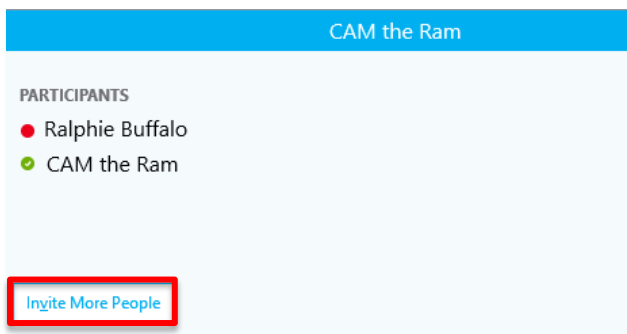 CAM the Ram
PARTICIPANTS
Ralphie Buffalo
CAM the Ram
Invite More People